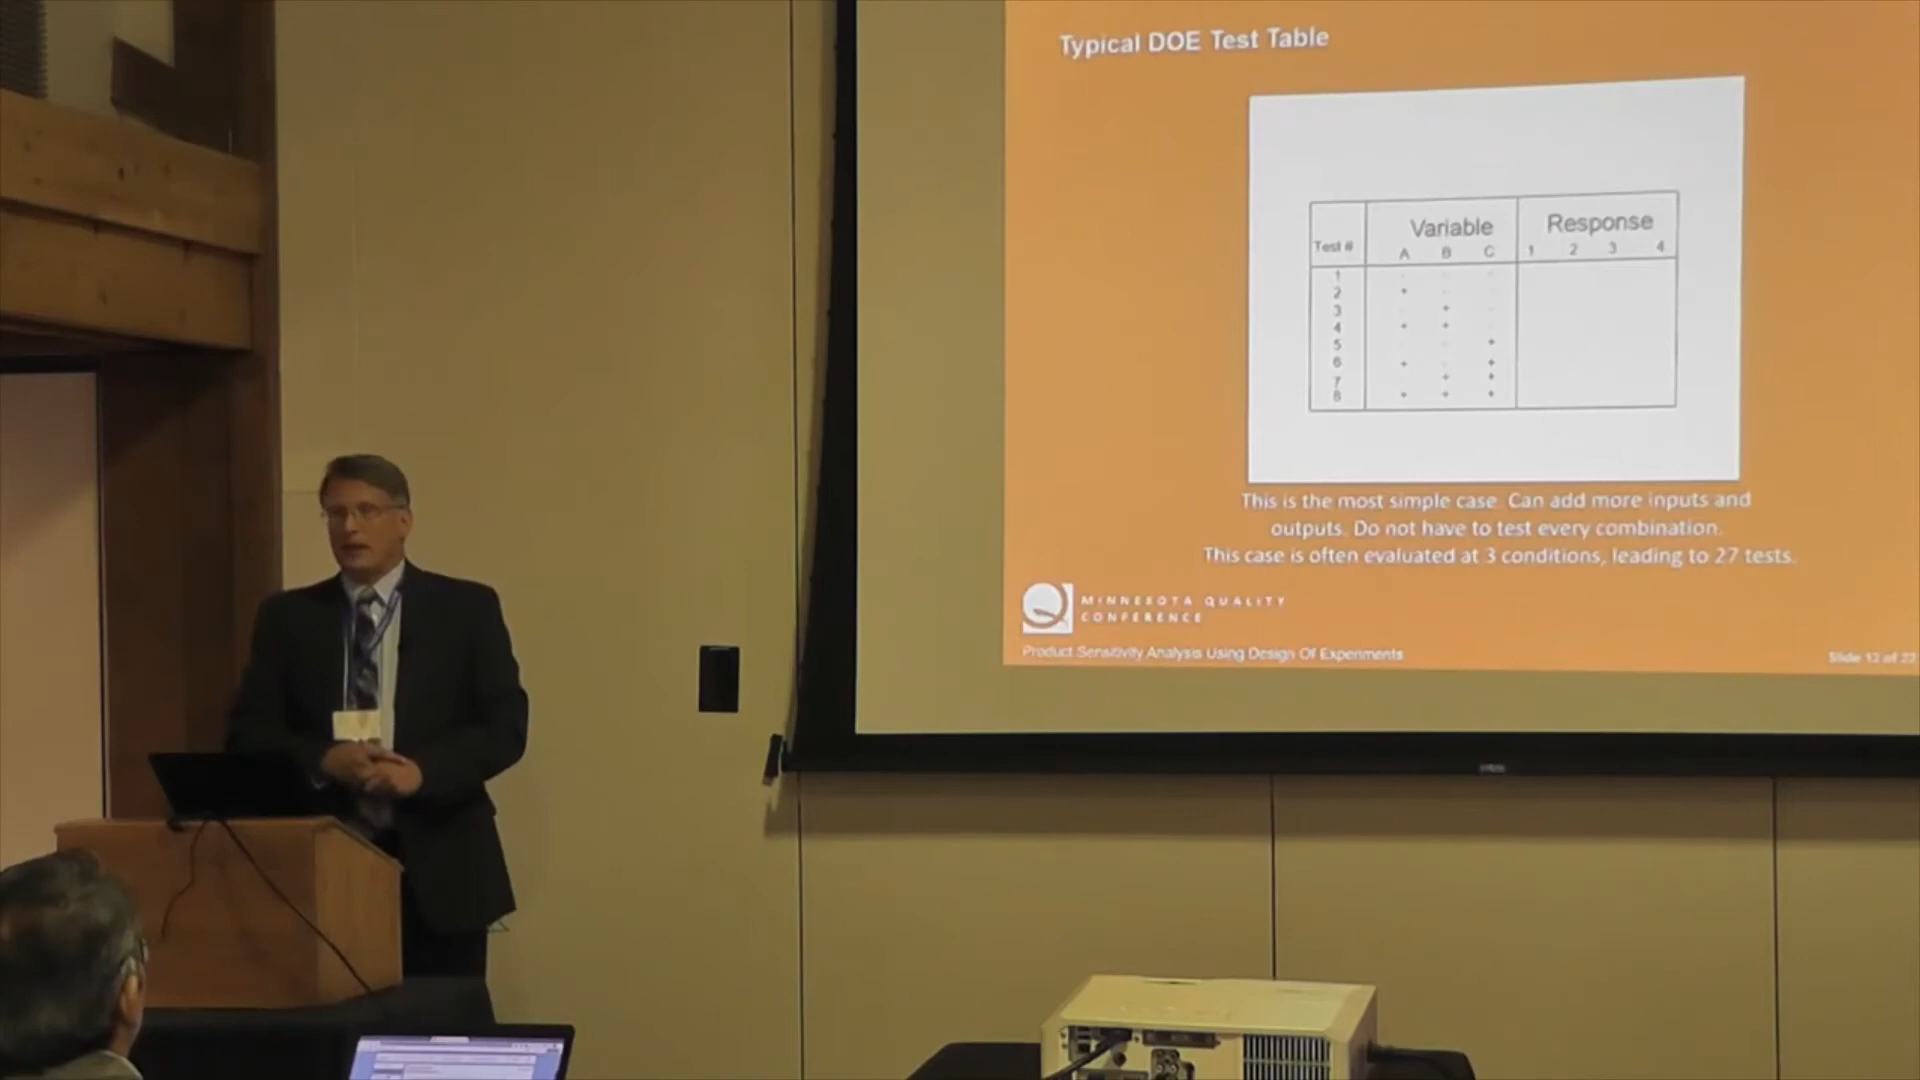 Typical DOE Test Table
Variable Response
Test # A B C 1 2 3 4
1 - - -
2 + - -
3 - + -
4 + + -
5 - - +
6 + - +
7 + +
8 + + +
This is the most simple case. Can add more inputs and
outputs. Do not have to test every combination.
This case is often evaluated at 3 conditions, leading to 27 tests.
MINNESOTA QUALITY
CONFERENCE
Product Sensitivity Analysis Using Design Of Experiments
Slide 12 of 22